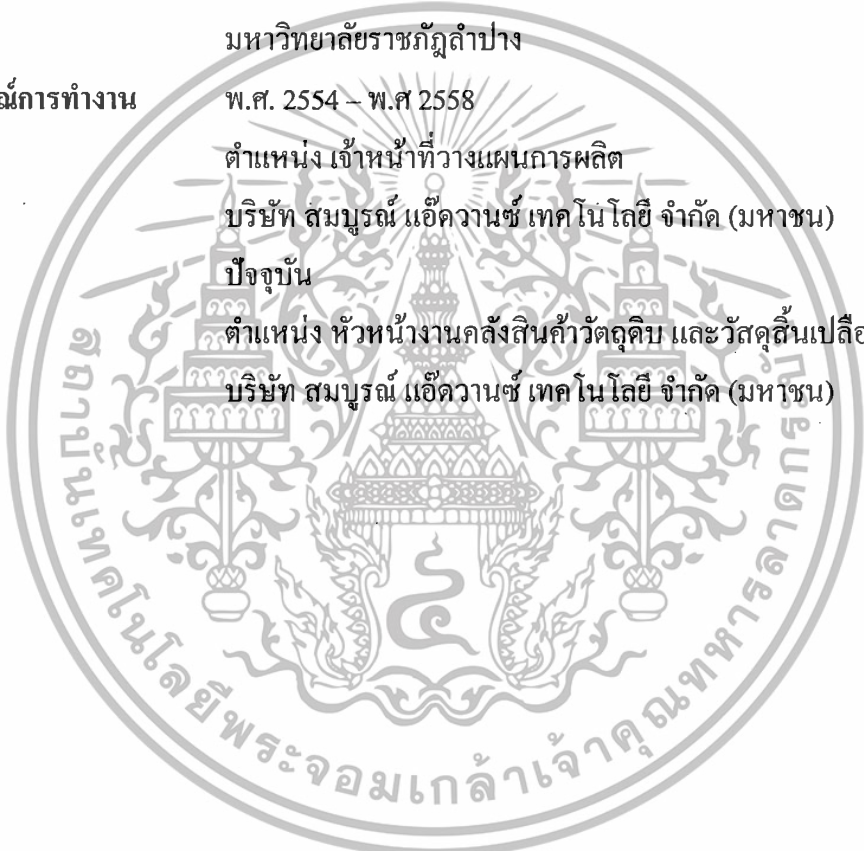 มหาวิทยาลัยราชภัฏลำปาง
ณ์การทำงาน พ.ศ. 2554 – พ.ศ 2558
ตำแหน่ง เจ้าหน้าที่วางแผนการผลิต
บริษัท สมบูรณ์ แอ๊ดวานซ์ เทคโนโลยี จำกัด (มหาชน)
ปัจจุบัน
ตำแหน่ง หัวหน้างานคลังสินค้าวัตถุดิบ และวัสดุสิ้นเปลือ
บริษัท สมบูรณ์ แอ๊ดวานซ์ เทคโนโลยี จำกัด (มหาชน)
สถาบันเทคโนโลยีพระจอมเกล้าเจ้าคุณทหารลาดกระบัง